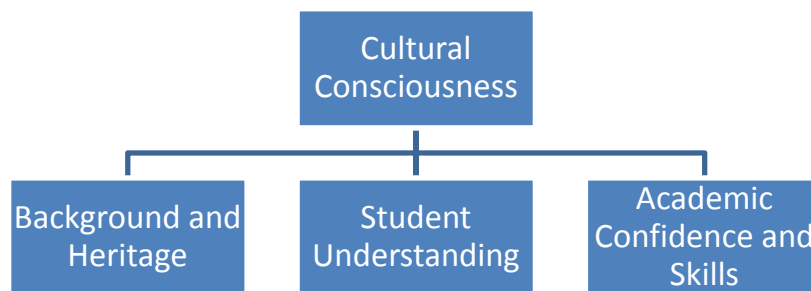 Cultural
Consciousness
Background and
Heritage
Student
Understanding
Academic
Confidence and
Skills